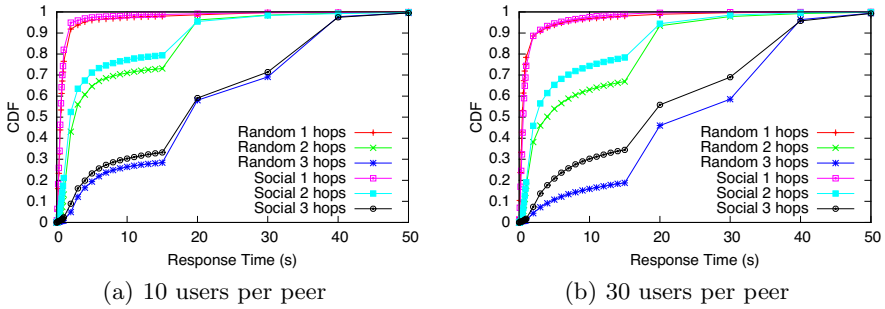 1
0.9
0.8
0.7
0.6
0.5
0.4
0.3
0.2
0.1
0
CDF
Random 1 hops
Random 2 hops
Random 3 hops
Social 1 hops
Social 2 hops
Social 3 hops
0 10 20 30 40 50
Response Time (s)
(a) 10 users per peer
1
0.9
0.8
0.7
0.6
0.5
0.4
0.3
0.2
0.1
0
CDF
Random 1 hops
Random 2 hops
Random 3 hops
Social 1 hops
Social 2 hops
Social 3 hops
0 10 20 30 40 50
Response Time (s)
(b) 30 users per peer